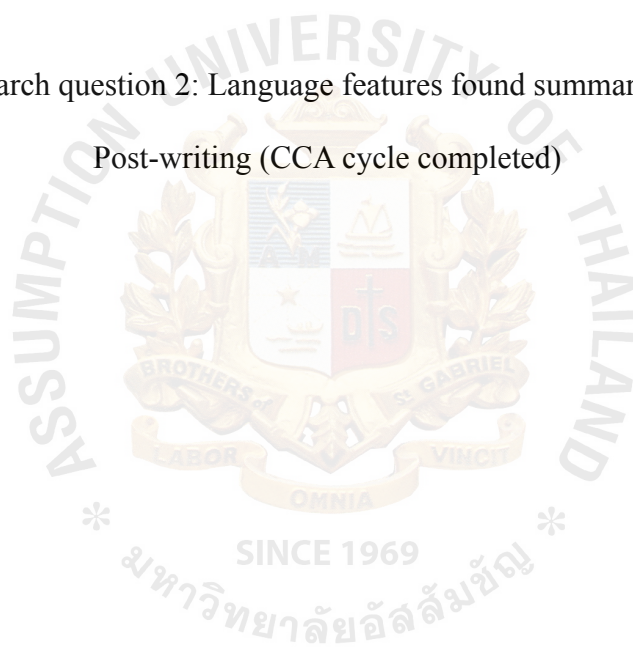 arch question 2: Language features found summar
Post-writing (CCA cycle completed)
ASSUMPTION UNIVERSITY OF THAILAND
A M
D S
BROTHERS of St GABRIEL
LABOR
OMNIA
VINCIT
SINCE 1969
มหาวิทยาลัยอัสสัมชัญ